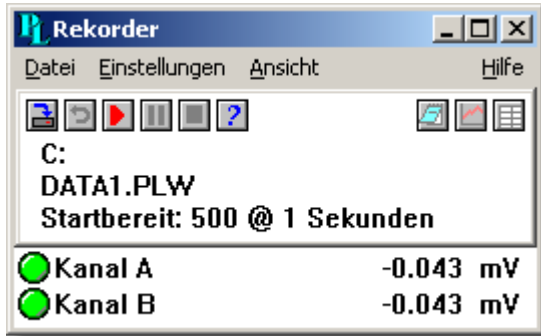 PL Rekorder
Datei Einstellungen Ansicht Hilfe
?
C:
DATA1.PLW
Startbereit: 500 @ 1 Sekunden
Kanal A -0.043 mV
Kanal B -0.043 mV